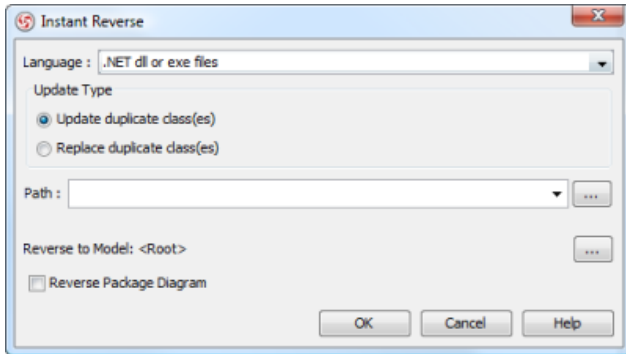 Instant Reverse
Language : .NET dll or exe files
Update Type
Update duplicate class(es)
Replace duplicate class(es)
Path : ...
Reverse to Model: <Root> ...
Reverse Package Diagram
OK Cancel Help